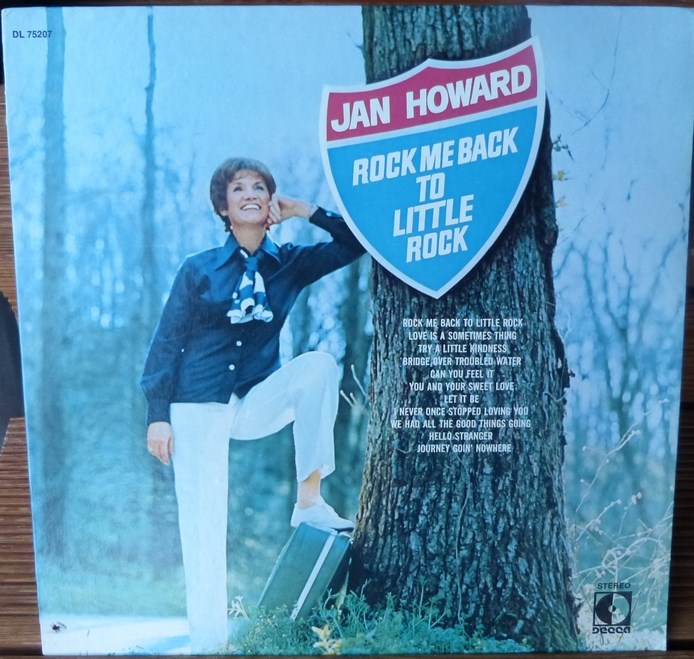 DL 75207
JAN HOWARD
ROCK ME BACK
TO
LITTLE
ROCK
ROCK ME BACK TO LITTLE ROCK
LOVE IS A SOMETIMES THING
TRY A LITTLE KINDNESS
BRIDGE OVER TROUBLED WATER
CAN YOU FEEL IT
YOU AND YOUR SWEET LOVE
LET IT BE
I NEVER ONCE STOPPED LOVING YOU
WE HAD ALL THE GOOD THINGS GOING
HELLO STRANGER
JOURNEY GOIN' NOWHERE
STEREO
DECCA